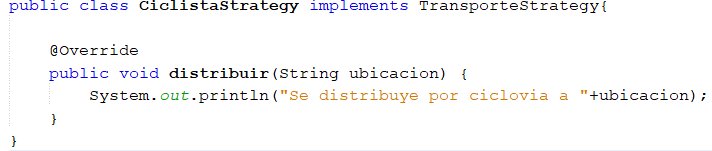 public class CiclistaStrategy implements TransporteStrategy{
@Override
public void distribuir(String ubicacion) {
System.out.println("Se distribuye por ciclovia a "+ubicacion);
}
}